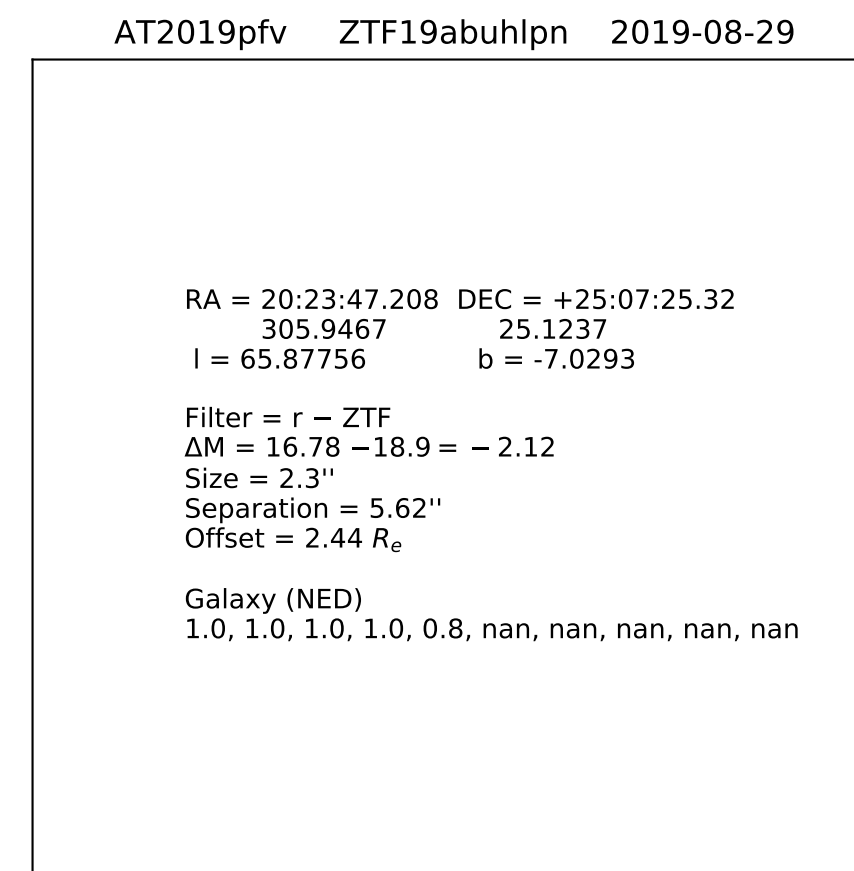 AT2019pfv ZTF19abuhlpn 2019-08-29
RA = 20:23:47.208 DEC = +25:07:25.32
305.9467 25.1237
l = 65.87756 b = -7.0293
Filter = r − ZTF
ΔM = 16.78 −18.9 = − 2.12
Size = 2.3''
Separation = 5.62''
Offset = 2.44 Rₑ
Galaxy (NED)
1.0, 1.0, 1.0, 1.0, 0.8, nan, nan, nan, nan, nan